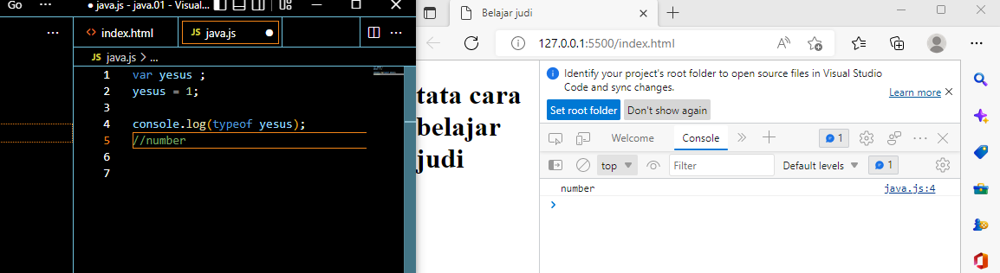 Go ··· ● java.js - java.01 - Visual...
···
index.html
JS java.js ●
···
JS java.js > ...
1 var yesus ;
2 yesus = 1;
3
4 console.log(typeof yesus);
5 //number
6
7
Belajar judi
127.0.0.1:5500/index.html
tata cara
belajar
judi
Identify your project's root folder to open source files in Visual Studio
Code and sync changes.
Learn more
Set root folder Don't show again
Welcome Console 1
top Filter Default levels 1
number java.js:4